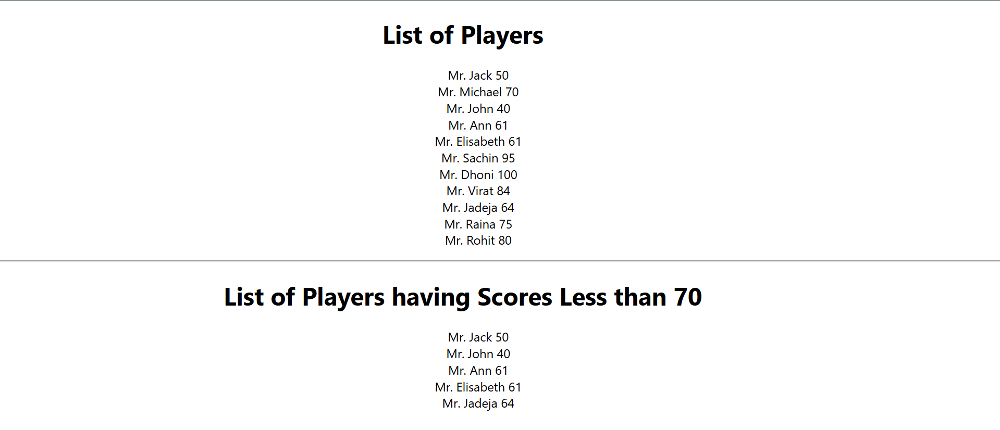 List of Players
Mr. Jack 50
Mr. Michael 70
Mr. John 40
Mr. Ann 61
Mr. Elisabeth 61
Mr. Sachin 95
Mr. Dhoni 100
Mr. Virat 84
Mr. Jadeja 64
Mr. Raina 75
Mr. Rohit 80
List of Players having Scores Less than 70
Mr. Jack 50
Mr. John 40
Mr. Ann 61
Mr. Elisabeth 61
Mr. Jadeja 64